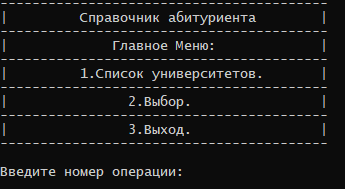 Справочник абитуриента
Главное Меню:
1.Список университетов.
2.Выбор.
3.Выход.
Введите номер операции: